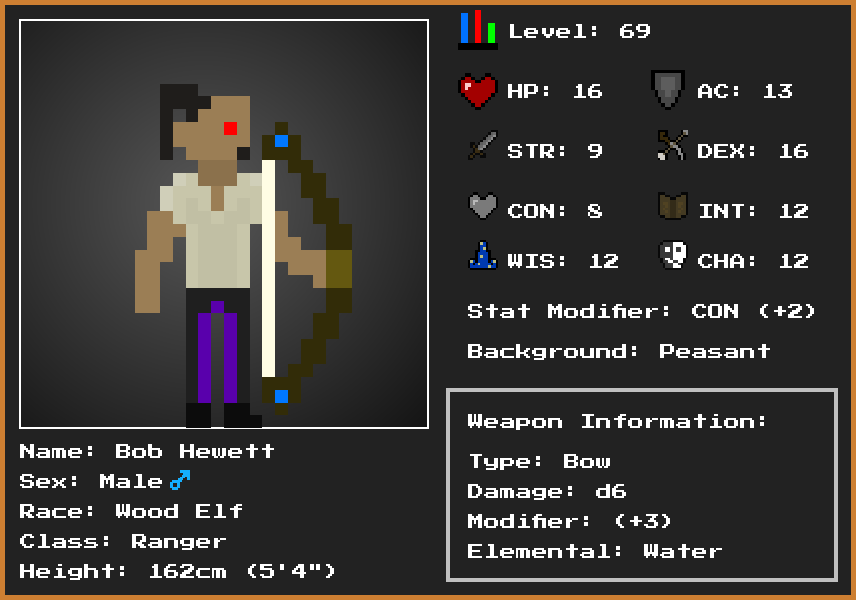 Level: 69
HP: 16 AC: 13
STR: 9 DEX: 16
CON: 8 INT: 12
WIS: 12 CHA: 12
Stat Modifier: CON (+2)
Background: Peasant
Weapon Information:
Type: Bow
Damage: d6
Modifier: (+3)
Elemental: Water
Name: Bob Hewett
Sex: Male ♂
Race: Wood Elf
Class: Ranger
Height: 162cm (5'4")